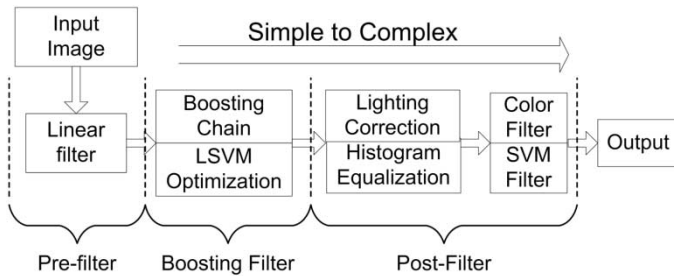 Input
Image
Simple to Complex
Linear
filter
Boosting
Chain
LSVM
Optimization
Lighting
Correction
Histogram
Equalization
Color
Filter
SVM
Filter
Output
Pre-filter
Boosting Filter
Post-Filter